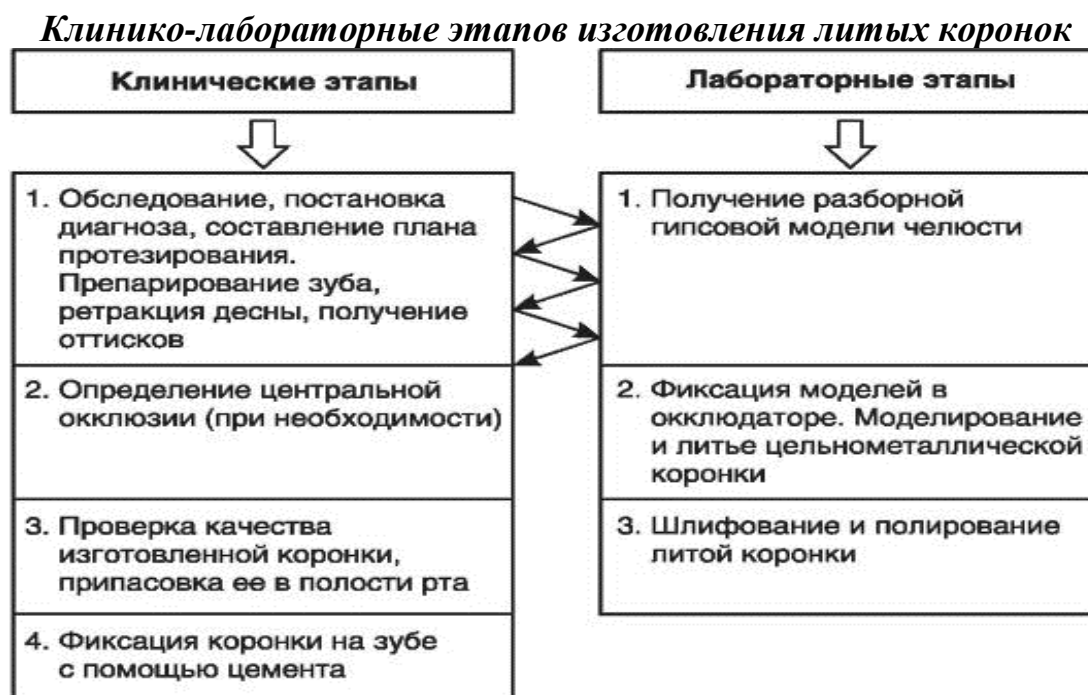 Клинико-лабораторные этапов изготовления литых коронок
Клинические этапы
1. Обследование, постановка
диагноза, составление плана
протезирования.
Препарирование зуба,
ретракция десны, получение
оттисков
2. Определение центральной
окклюзии (при необходимости)
3. Проверка качества
изготовленной коронки,
припасовка ее в полости рта
4. Фиксация коронки на зубе
с помощью цемента
Лабораторные этапы
1. Получение разборной
гипсовой модели челюсти
2. Фиксация моделей в
окклюдаторе. Моделирование
и литье цельнометаллической
коронки
3. Шлифование и полирование
литой коронки